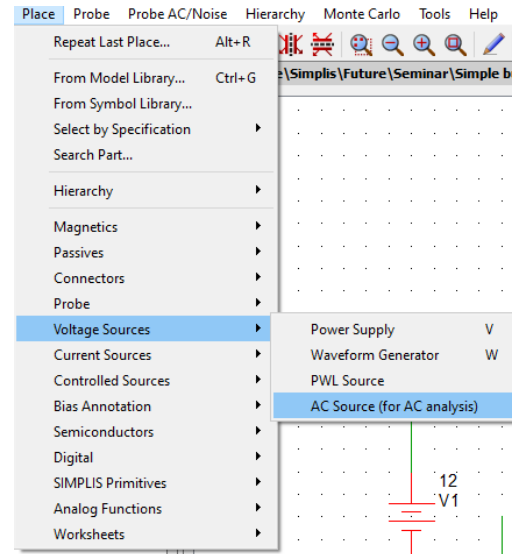 Place Probe Probe AC/Noise Hierarchy Monte Carlo Tools Help
Repeat Last Place... Alt+R
\Simplis\Future\Seminar\Simple b
From Model Library... Ctrl+G
From Symbol Library...
Select by Specification
Search Part...
Hierarchy
Magnetics
Passives
Connectors
Probe
Voltage Sources
Current Sources
Controlled Sources
Bias Annotation
Semiconductors
Digital
SIMPLIS Primitives
Analog Functions
Worksheets
Power Supply V
Waveform Generator W
PWL Source
AC Source (for AC analysis)
12
V1